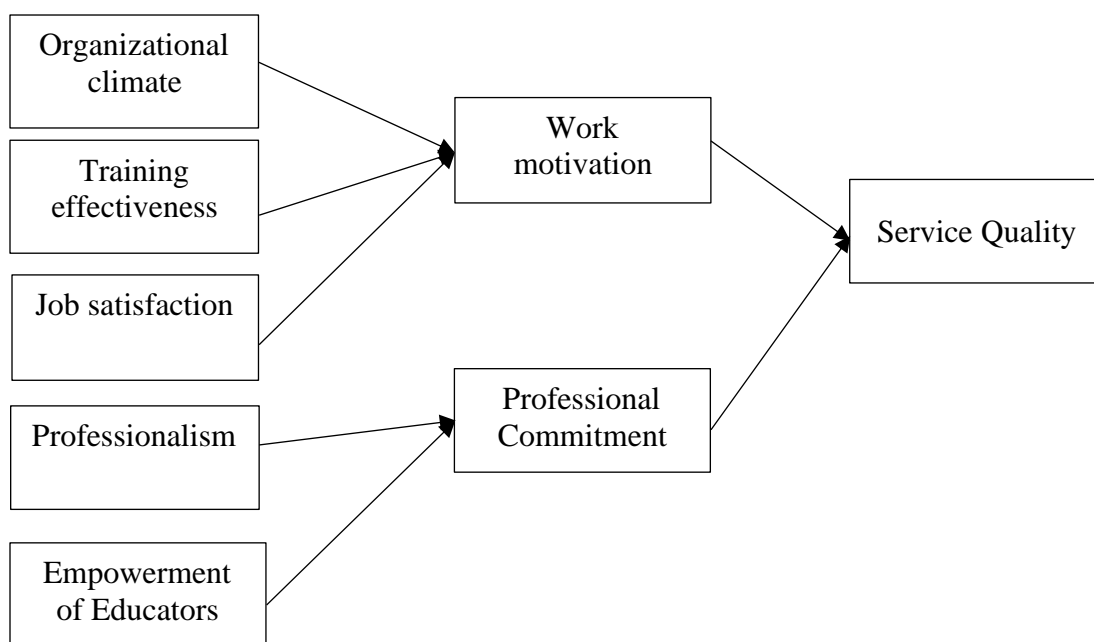 Organizational
climate
Training
effectiveness
Job satisfaction
Professionalism
Empowerment
of Educators
Work
motivation
Professional
Commitment
Service Quality